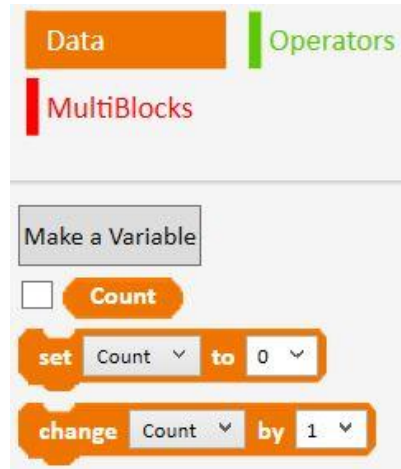 Data Operators
MultiBlocks
Make a Variable
Count
set Count to 0
change Count by 1